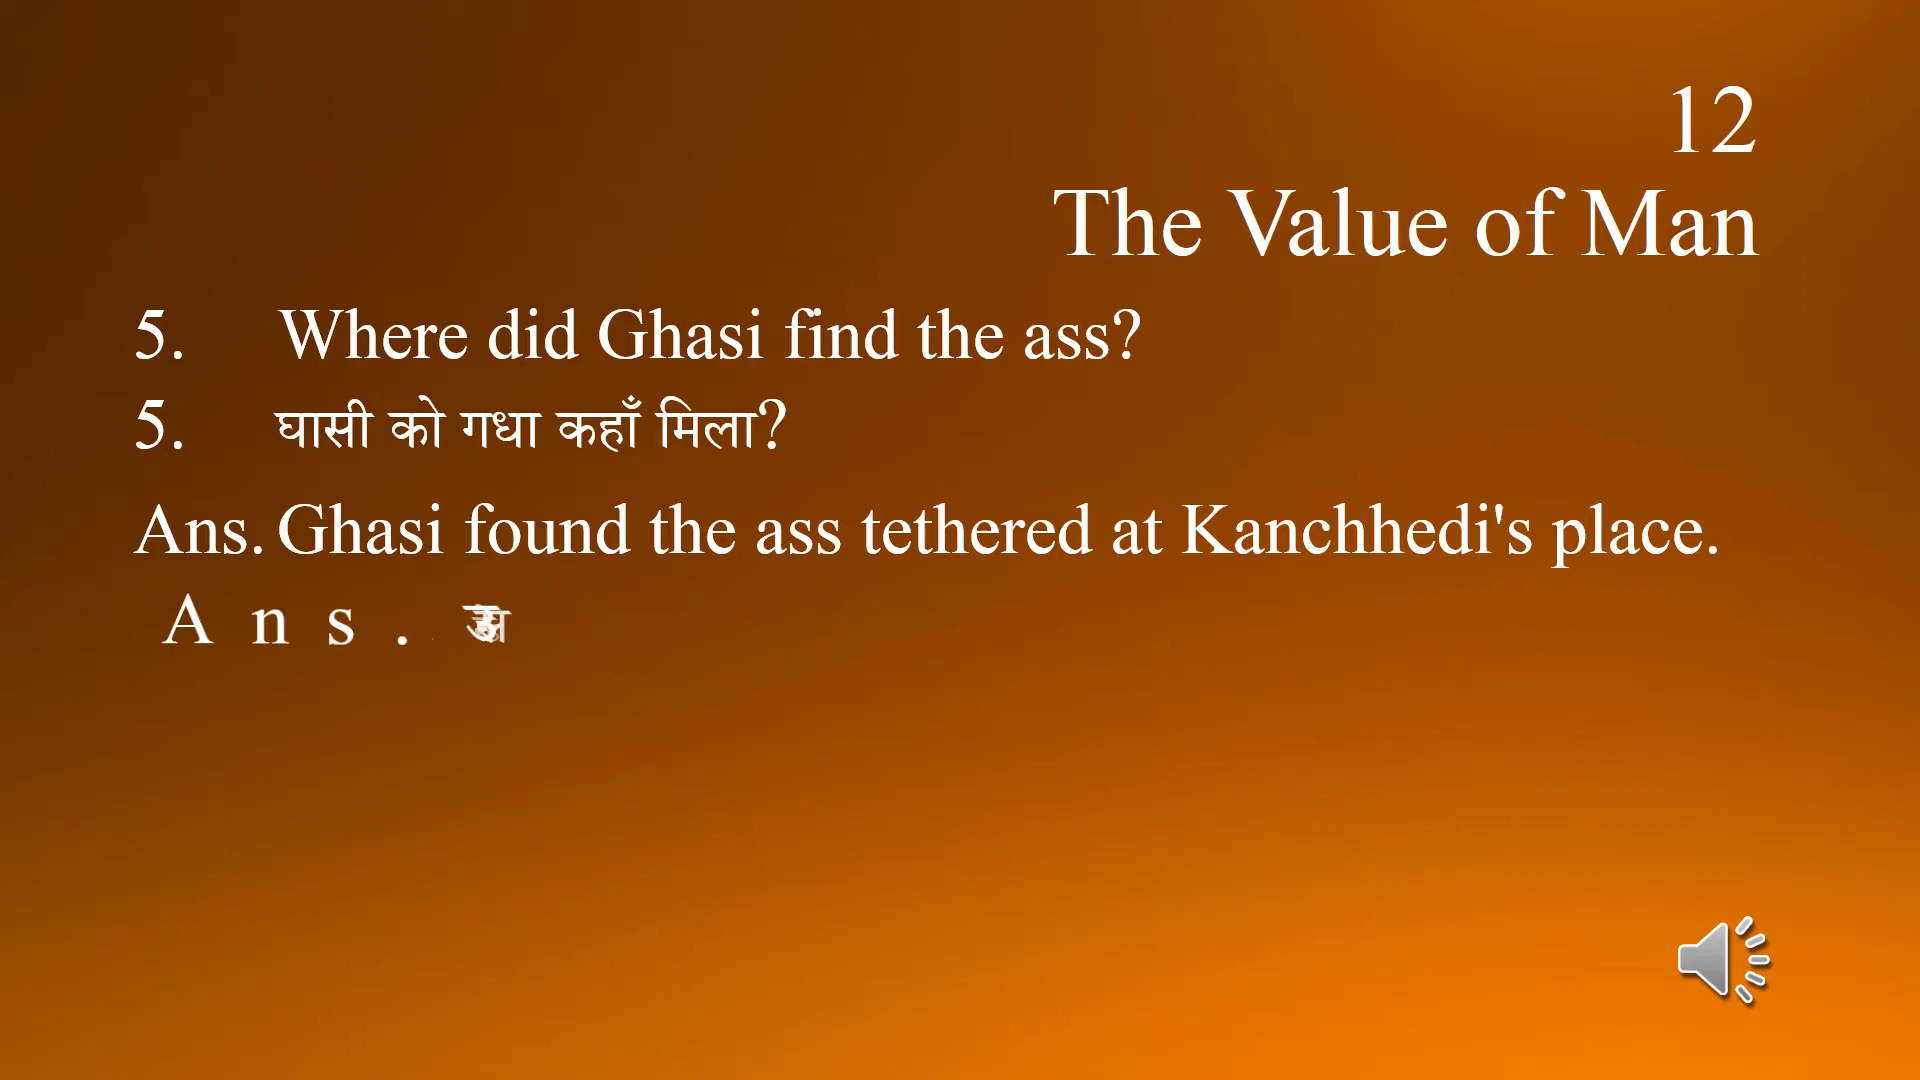 12
The Value of Man
5. Where did Ghasi find the ass?
5. घासी को गधा कहाँ मिला?
Ans. Ghasi found the ass tethered at Kanchhedi's place.
Ans.